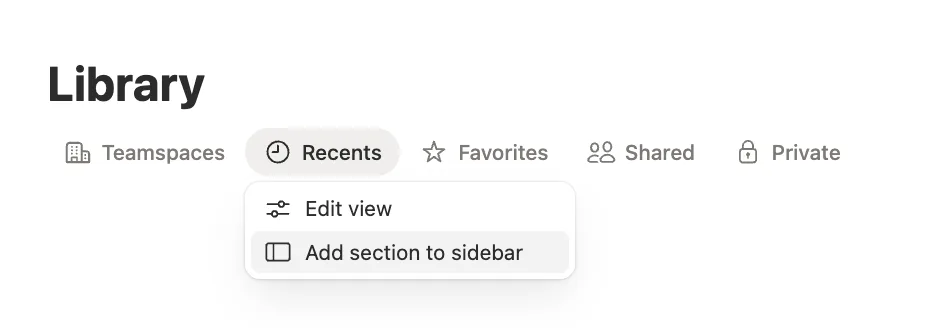 Library
Teamspaces Recents Favorites Shared Private
Edit view
Add section to sidebar